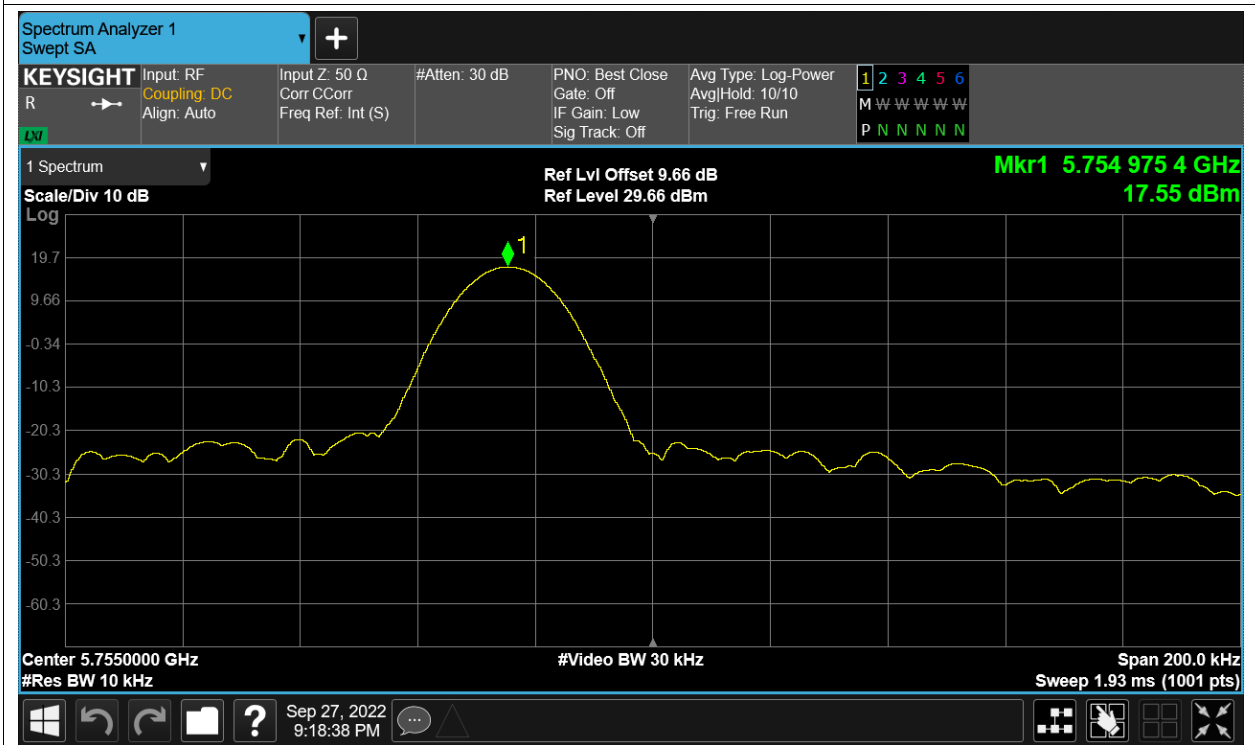 Spectrum Analyzer 1
Swept SA
KEYSIGHT
R
LXI
Input: RF
Coupling: DC
Align: Auto
Input Z: 50 Ω
Corr CCorr
Freq Ref: Int (S)
#Atten: 30 dB
PNO: Best Close
Gate: Off
IF Gain: Low
Sig Track: Off
Avg Type: Log-Power
Avg|Hold: 10/10
Trig: Free Run
1 2 3 4 5 6
M W W W W W
P N N N N N
1 Spectrum
Scale/Div 10 dB
Ref Lvl Offset 9.66 dB
Ref Level 29.66 dBm
Mkr1 5.754 975 4 GHz
17.55 dBm
Log
1
19.7
9.66
-0.34
-10.3
-20.3
-30.3
-40.3
-50.3
-60.3
Center 5.7550000 GHz
#Res BW 10 kHz
#Video BW 30 kHz
Span 200.0 kHz
Sweep 1.93 ms (1001 pts)
?
Sep 27, 2022
9:18:38 PM